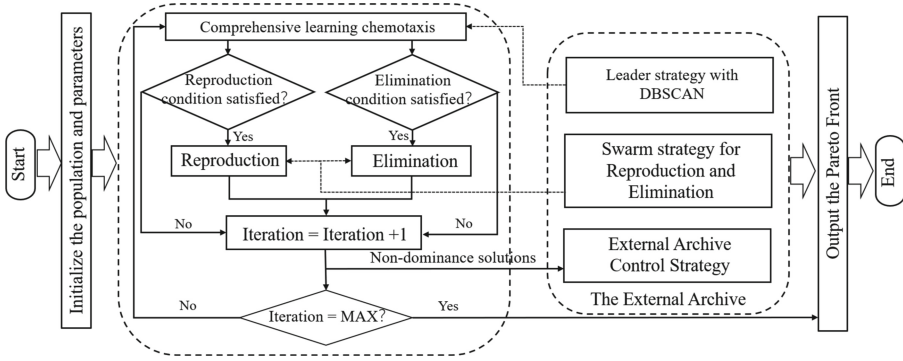 Start
Initialize the population and parameters
Comprehensive learning chemotaxis
Reproduction
condition satisfied?
Elimination
condition satisfied?
Yes
Yes
Reproduction
Elimination
No
No
Iteration = Iteration +1
Non-dominance solutions
No
Iteration = MAX?
Yes
Leader strategy with
DBSCAN
Swarm strategy for
Reproduction and
Elimination
External Archive
Control Strategy
The External Archive
Output the Pareto Front
End